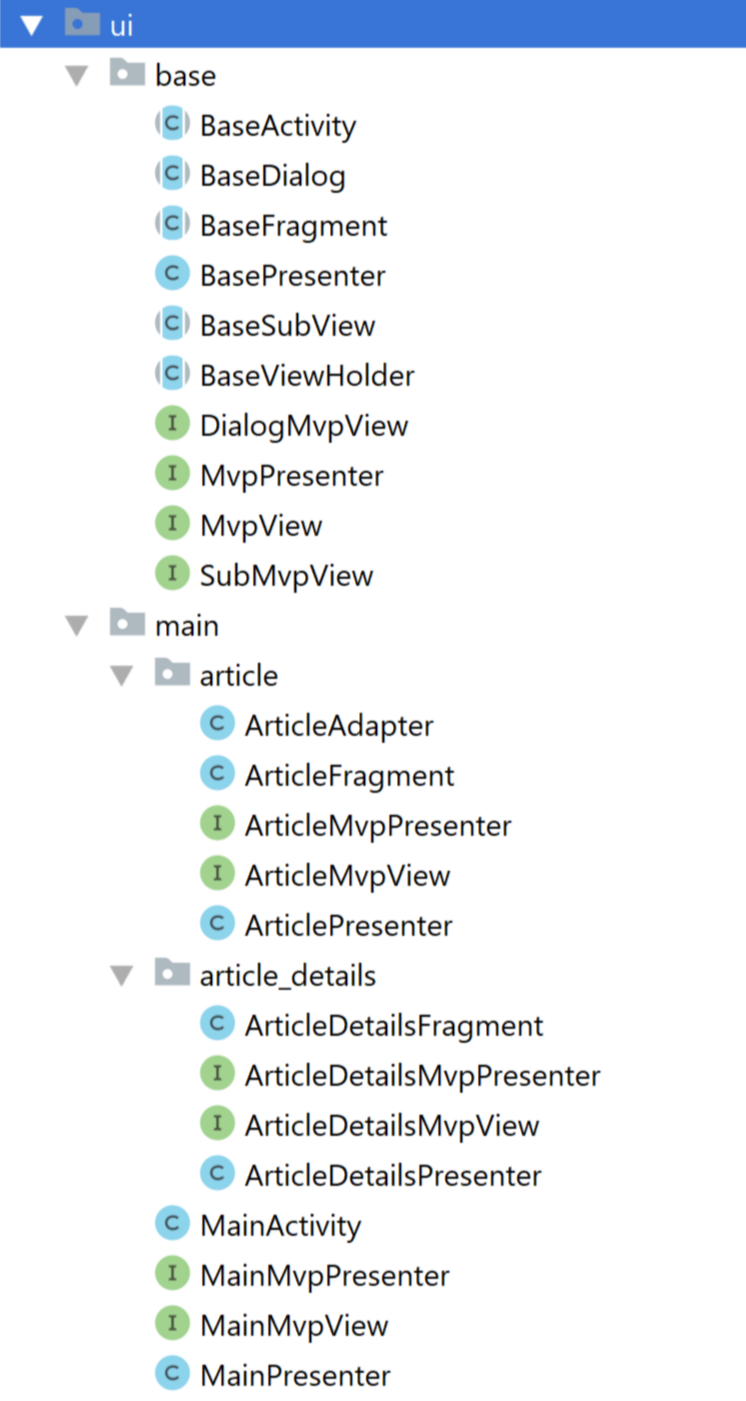 ui
base
C BaseActivity
C BaseDialog
C BaseFragment
C BasePresenter
C BaseSubView
C BaseViewHolder
I DialogMvpView
I MvpPresenter
I MvpView
I SubMvpView
main
article
C ArticleAdapter
C ArticleFragment
I ArticleMvpPresenter
I ArticleMvpView
C ArticlePresenter
article_details
C ArticleDetailsFragment
I ArticleDetailsMvpPresenter
I ArticleDetailsMvpView
C ArticleDetailsPresenter
C MainActivity
I MainMvpPresenter
I MainMvpView
C MainPresenter